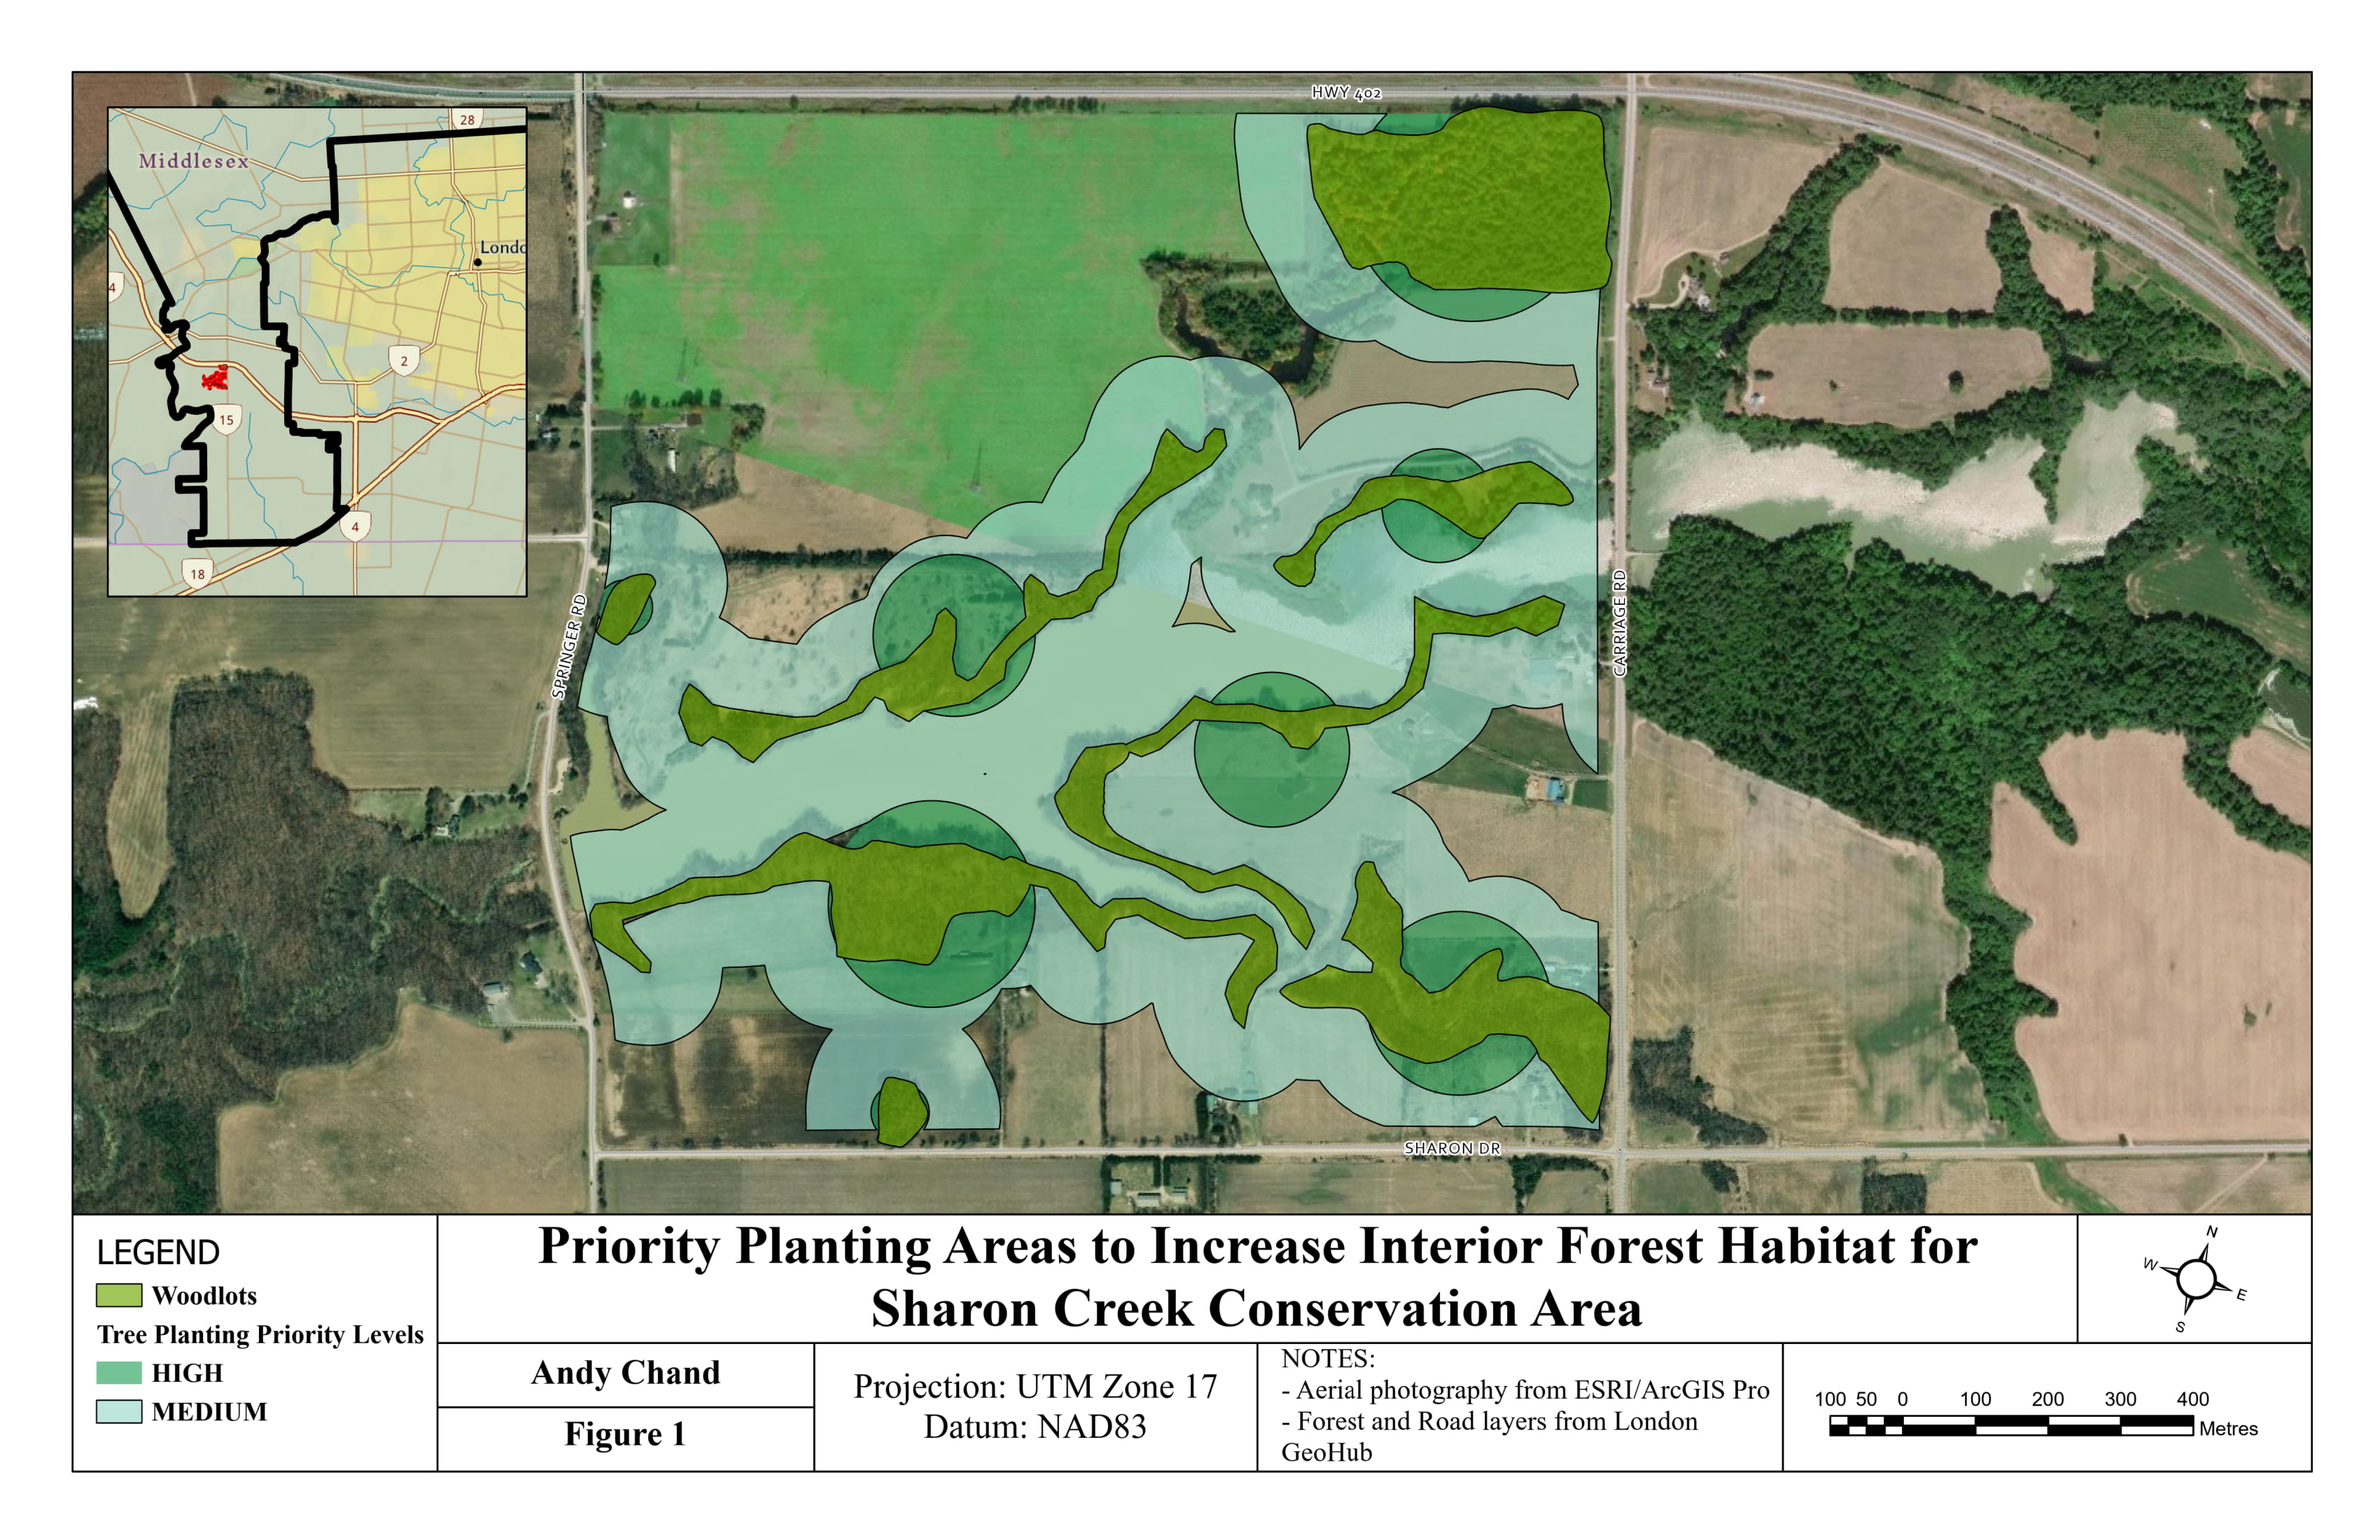 HWY 402
28
Middlesex
Londo
4
2
15
4
18
SPRINGER RD
CARRIAGE RD
SHARON DR
LEGEND
Woodlots
Tree Planting Priority Levels
HIGH
MEDIUM
Priority Planting Areas to Increase Interior Forest Habitat for
Sharon Creek Conservation Area
Andy Chand
Figure 1
Projection: UTM Zone 17
Datum: NAD83
NOTES:
- Aerial photography from ESRI/ArcGIS Pro
- Forest and Road layers from London
GeoHub
N
W
E
S
100 50 0 100 200 300 400
Metres